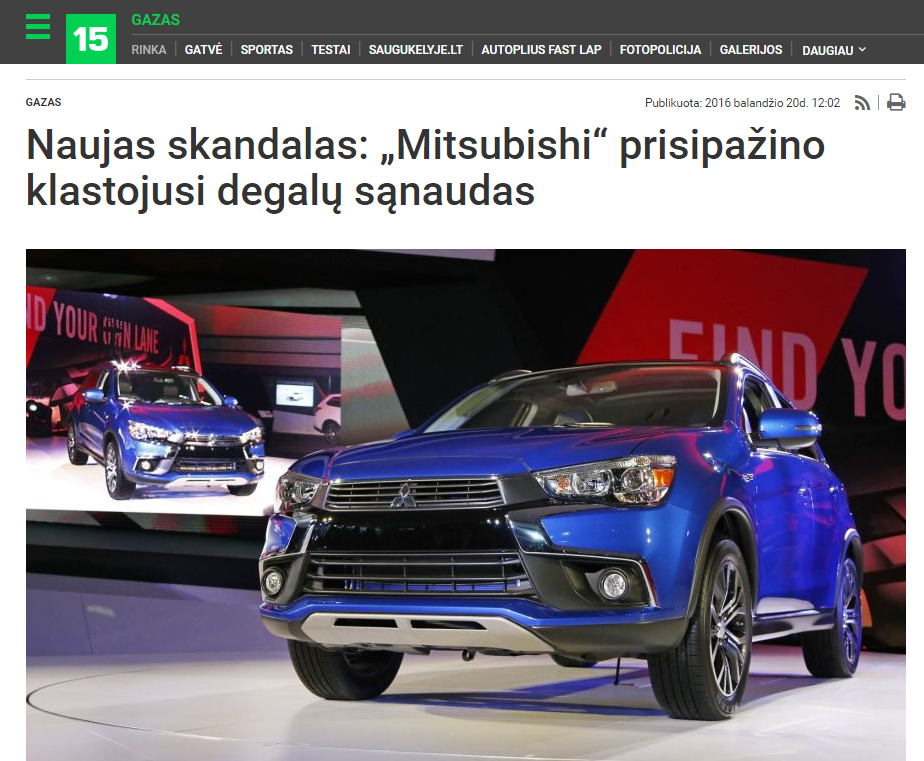 GAZAS
15
RINKA GATVĖ SPORTAS TESTAI SAUGUKELYJE.LT AUTOPLIUS FAST LAP FOTOPOLICIJA GALERIJOS DAUGIAU
GAZAS
Publikuota: 2016 balandžio 20d. 12:02
Naujas skandalas: „Mitsubishi“ prisipažino
klastojusi degalų sąnaudas
FIND YOUR OWN LANE
FIND YO